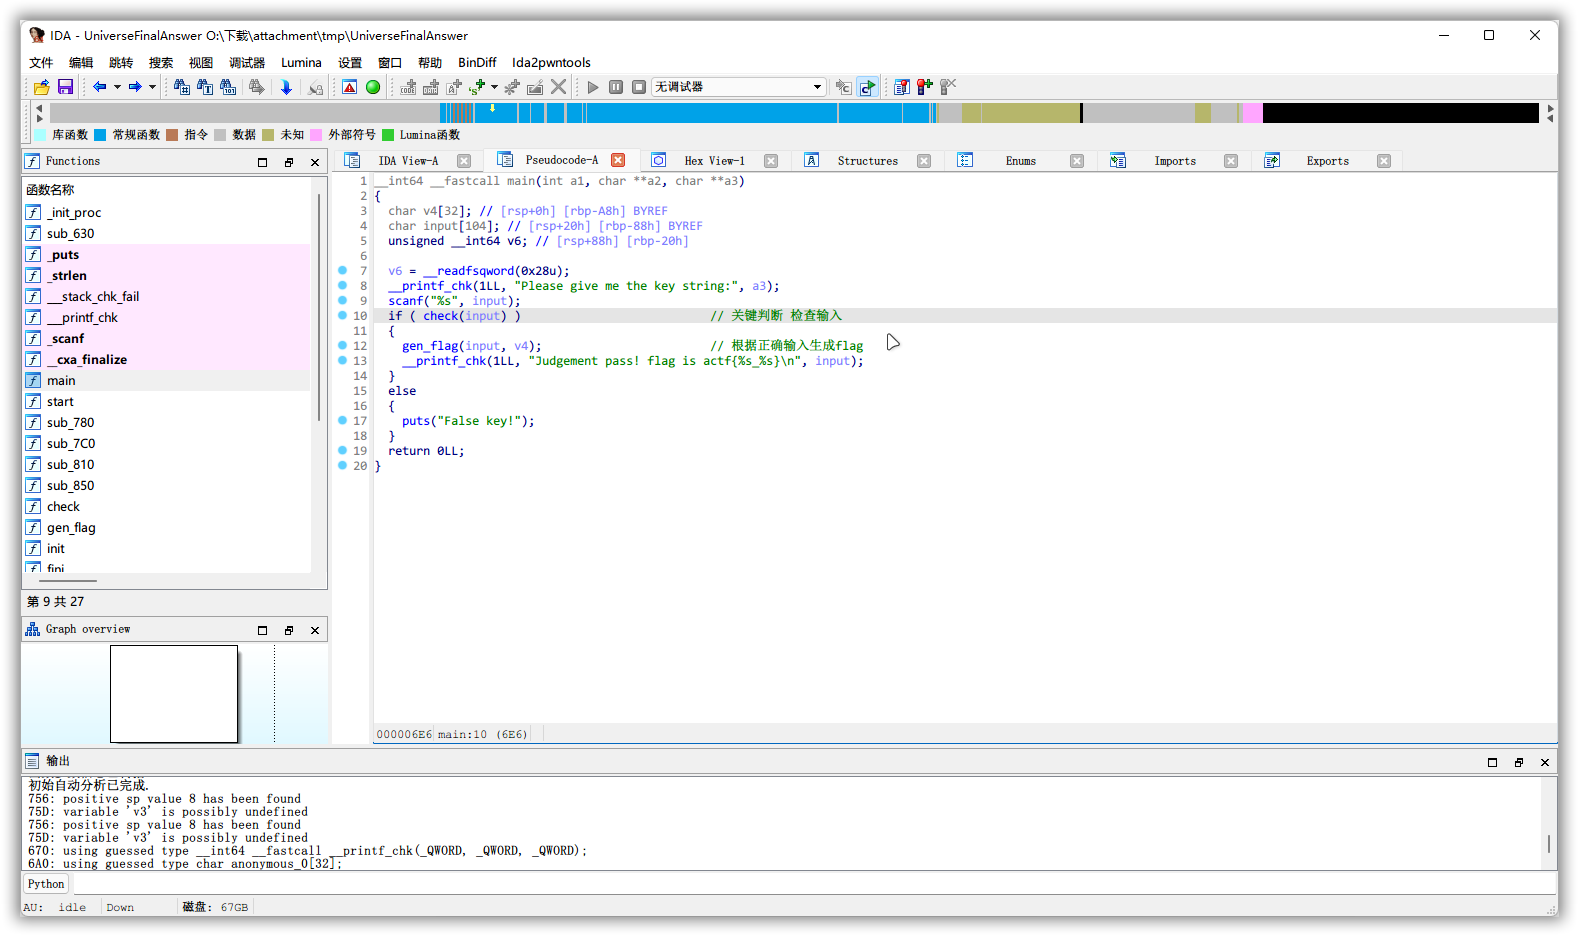 IDA - UniverseFinalAnswer O:\下载\attachment\tmp\UniverseFinalAnswer
文件 编辑 跳转 搜索 视图 调试器 Lumina 设置 窗口 帮助 BinDiff Ida2pwntools
无调试器
库函数 常规函数 指令 数据 未知 外部符号 Lumina函数
Functions
函数名称
_init_proc
sub_630
_puts
_strlen
__stack_chk_fail
__printf_chk
_scanf
__cxa_finalize
main
start
sub_780
sub_7C0
sub_810
sub_850
check
gen_flag
init
fini
第 9 共 27
Graph overview
IDA View-A Pseudocode-A Hex View-1 Structures Enums Imports Exports
1 __int64 __fastcall main(int a1, char **a2, char **a3)
2 {
3 char v4[32]; // [rsp+0h] [rbp-A8h] BYREF
4 char input[104]; // [rsp+20h] [rbp-88h] BYREF
5 unsigned __int64 v6; // [rsp+88h] [rbp-20h]
6
7 v6 = __readfsqword(0x28u);
8 __printf_chk(1LL, "Please give me the key string:", a3);
9 scanf("%s", input);
10 if ( check(input) ) // 关键判断 检查输入
11 {
12 gen_flag(input, v4); // 根据正确输入生成flag
13 __printf_chk(1LL, "Judgement pass! flag is actf{%s_%s}\n", input);
14 }
15 else
16 {
17 puts("False key!");
18 }
19 return 0LL;
20 }
000006E6 main:10 (6E6)
输出
初始自动分析已完成.
756: positive sp value 8 has been found
75D: variable 'v3' is possibly undefined
756: positive sp value 8 has been found
75D: variable 'v3' is possibly undefined
670: using guessed type __int64 __fastcall __printf_chk(_QWORD, _QWORD, _QWORD);
6A0: using guessed type char anonymous_0[32];
Python
AU: idle Down 磁盘: 67GB